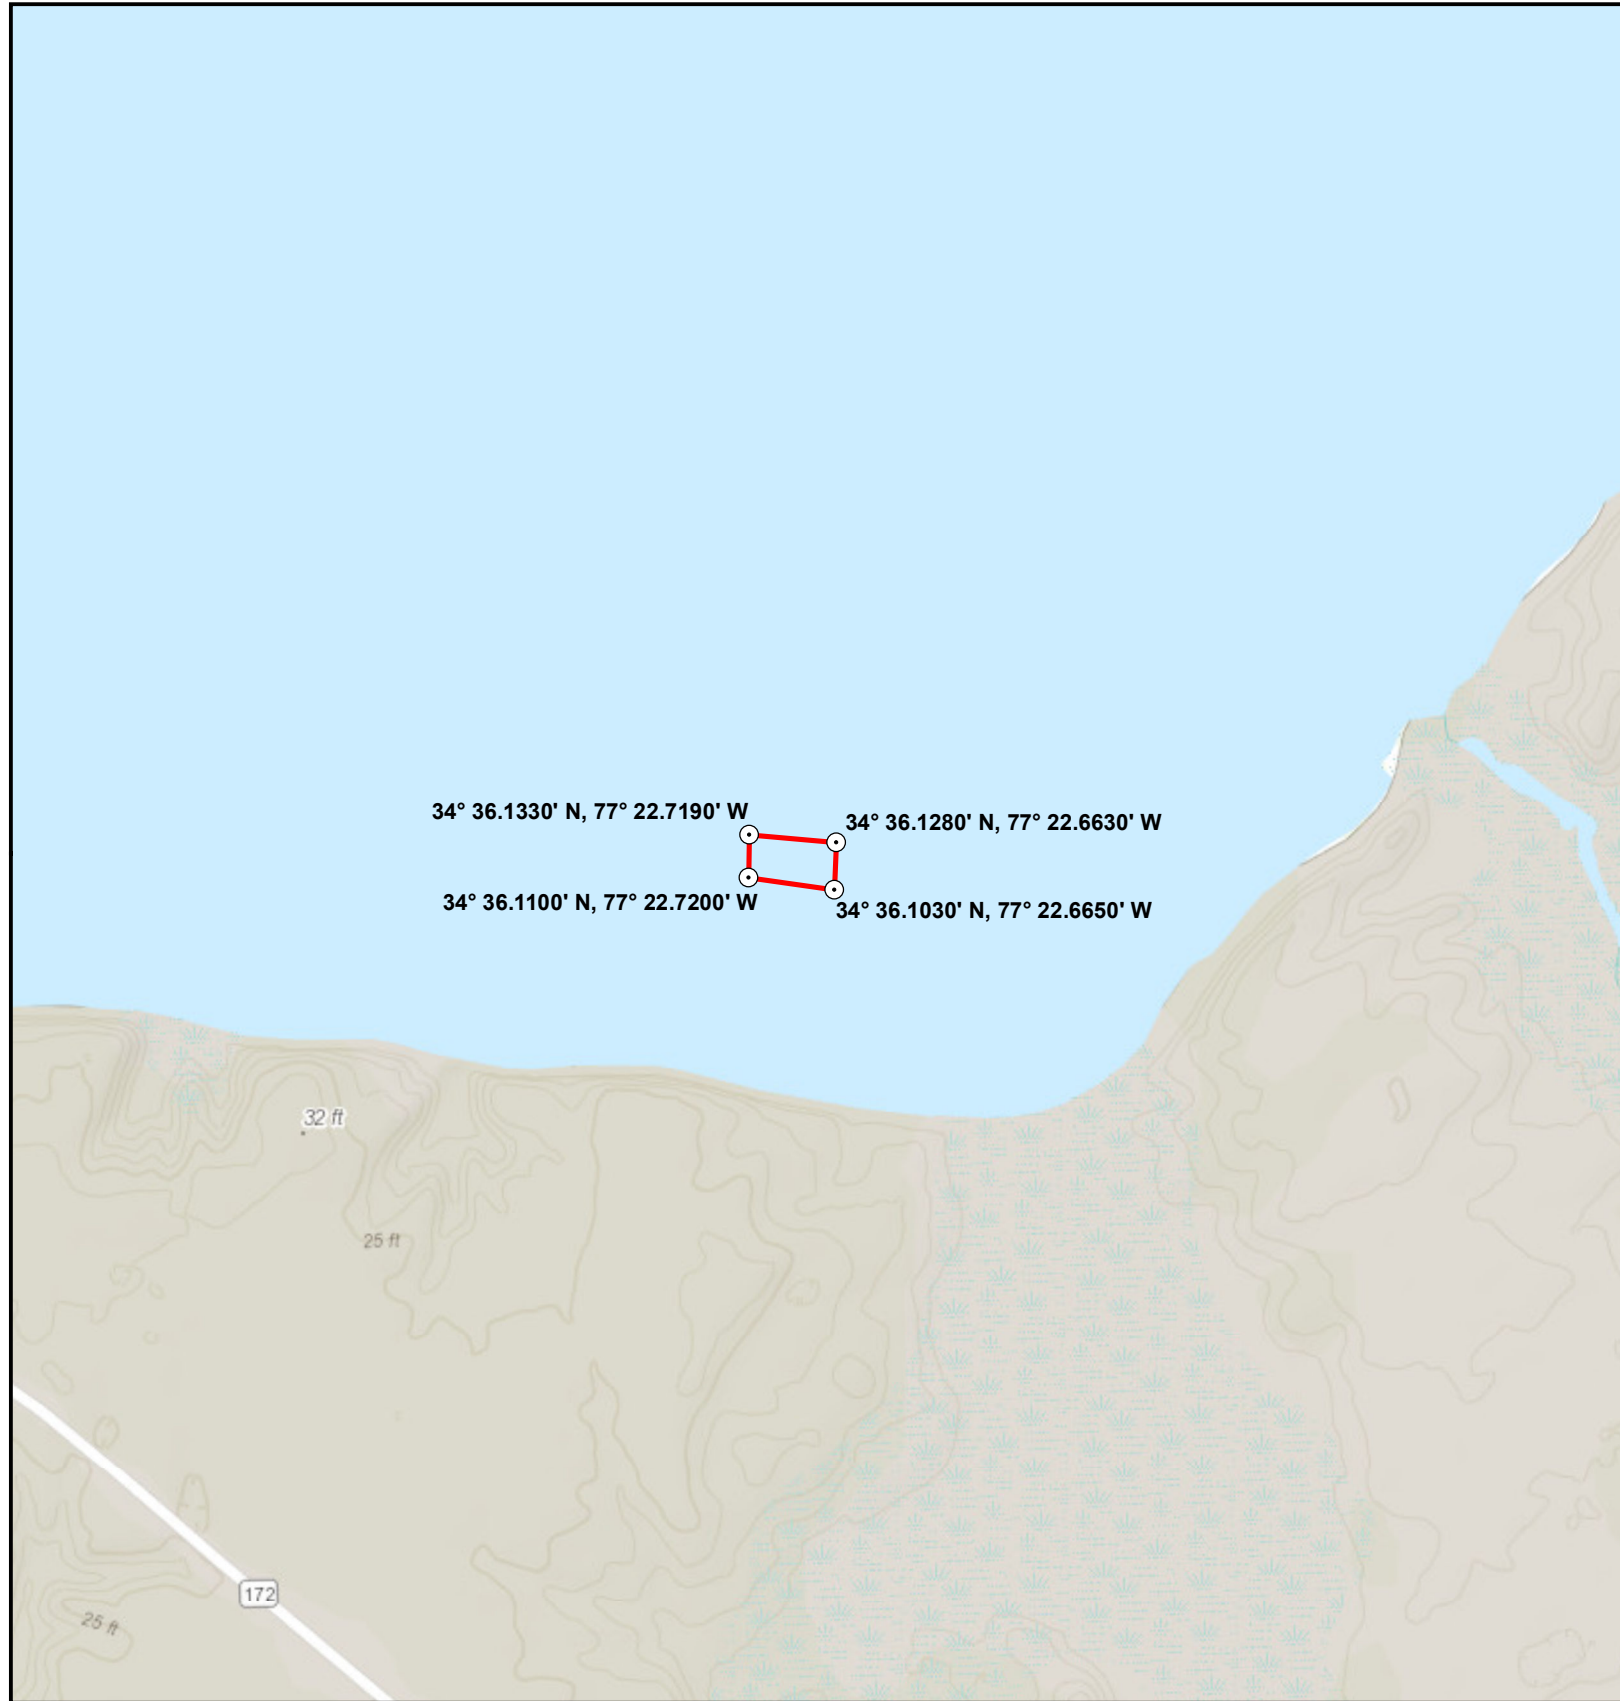 34° 36.1330' N, 77° 22.7190' W
34° 36.1280' N, 77° 22.6630' W
34° 36.1100' N, 77° 22.7200' W
34° 36.1030' N, 77° 22.6650' W
32 ft
25 ft
172
25 ft